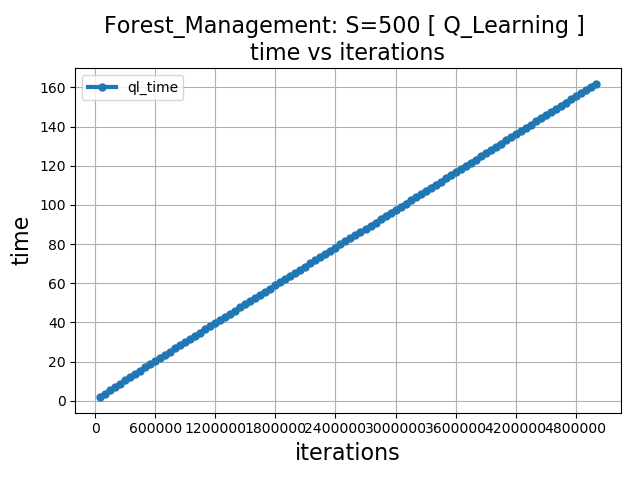 Forest_Management: S=500 [ Q_Learning ]
time vs iterations
ql_time
160
140
120
100
80
60
40
20
0
time
0 600000 1200000 1800000 2400000 3000000 3600000 4200000 4800000
iterations